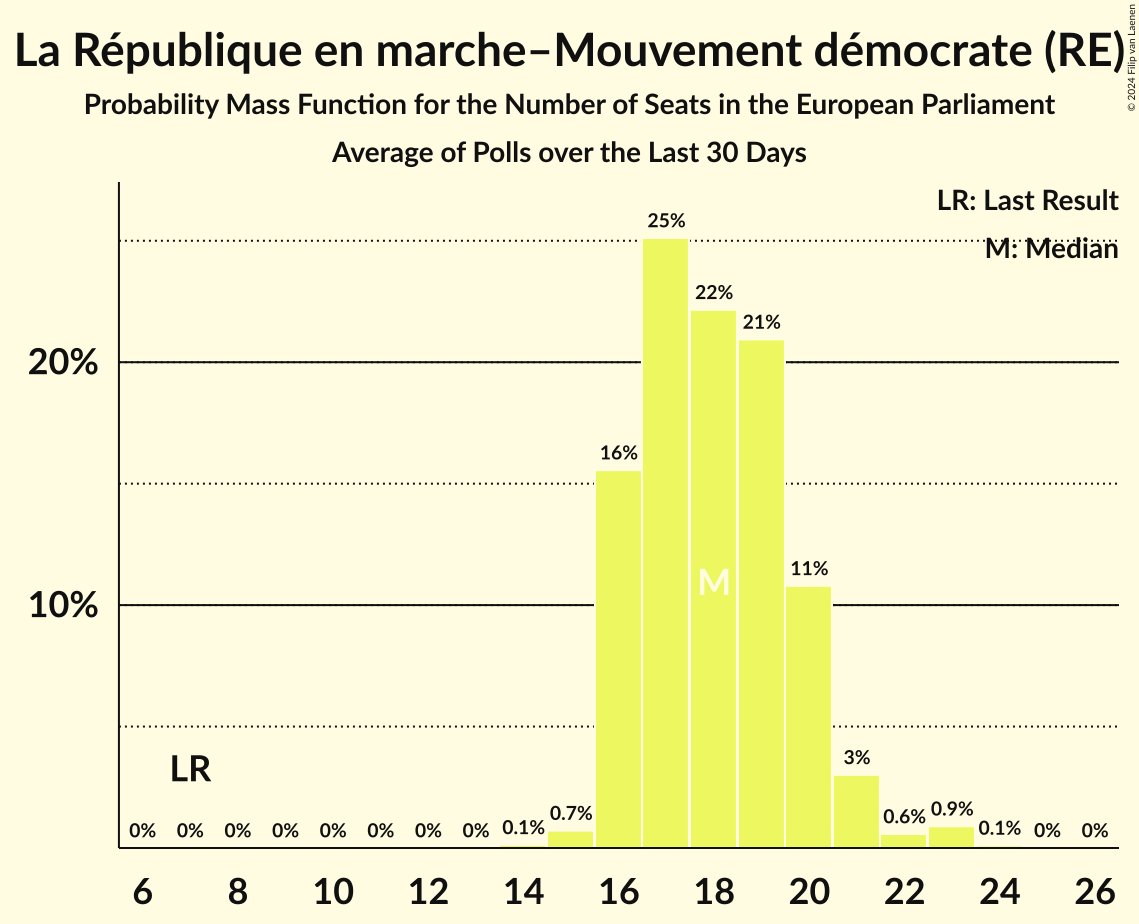 La République en marche–Mouvement démocrate (RE)
© 2024 Filip van Laenen
Probability Mass Function for the Number of Seats in the European Parliament
Average of Polls over the Last 30 Days
LR: Last Result
M: Median
25%
22%
21%
20%
16%
M
11%
10%
LR
3%
0% 0% 0% 0% 0% 0% 0% 0% 0.1% 0.7% 0.6% 0.9% 0.1% 0% 0%
6 8 10 12 14 16 18 20 22 24 26